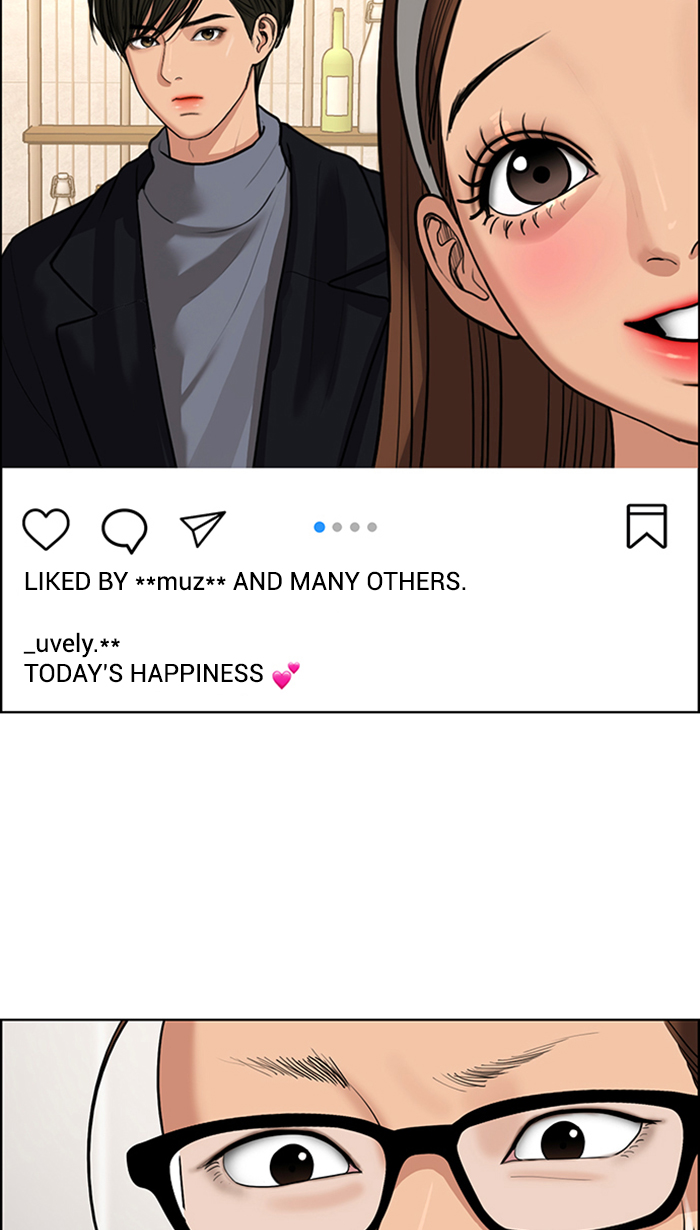 LIKED BY **muz** AND MANY OTHERS.
_uvely.**
TODAY'S HAPPINESS 💕